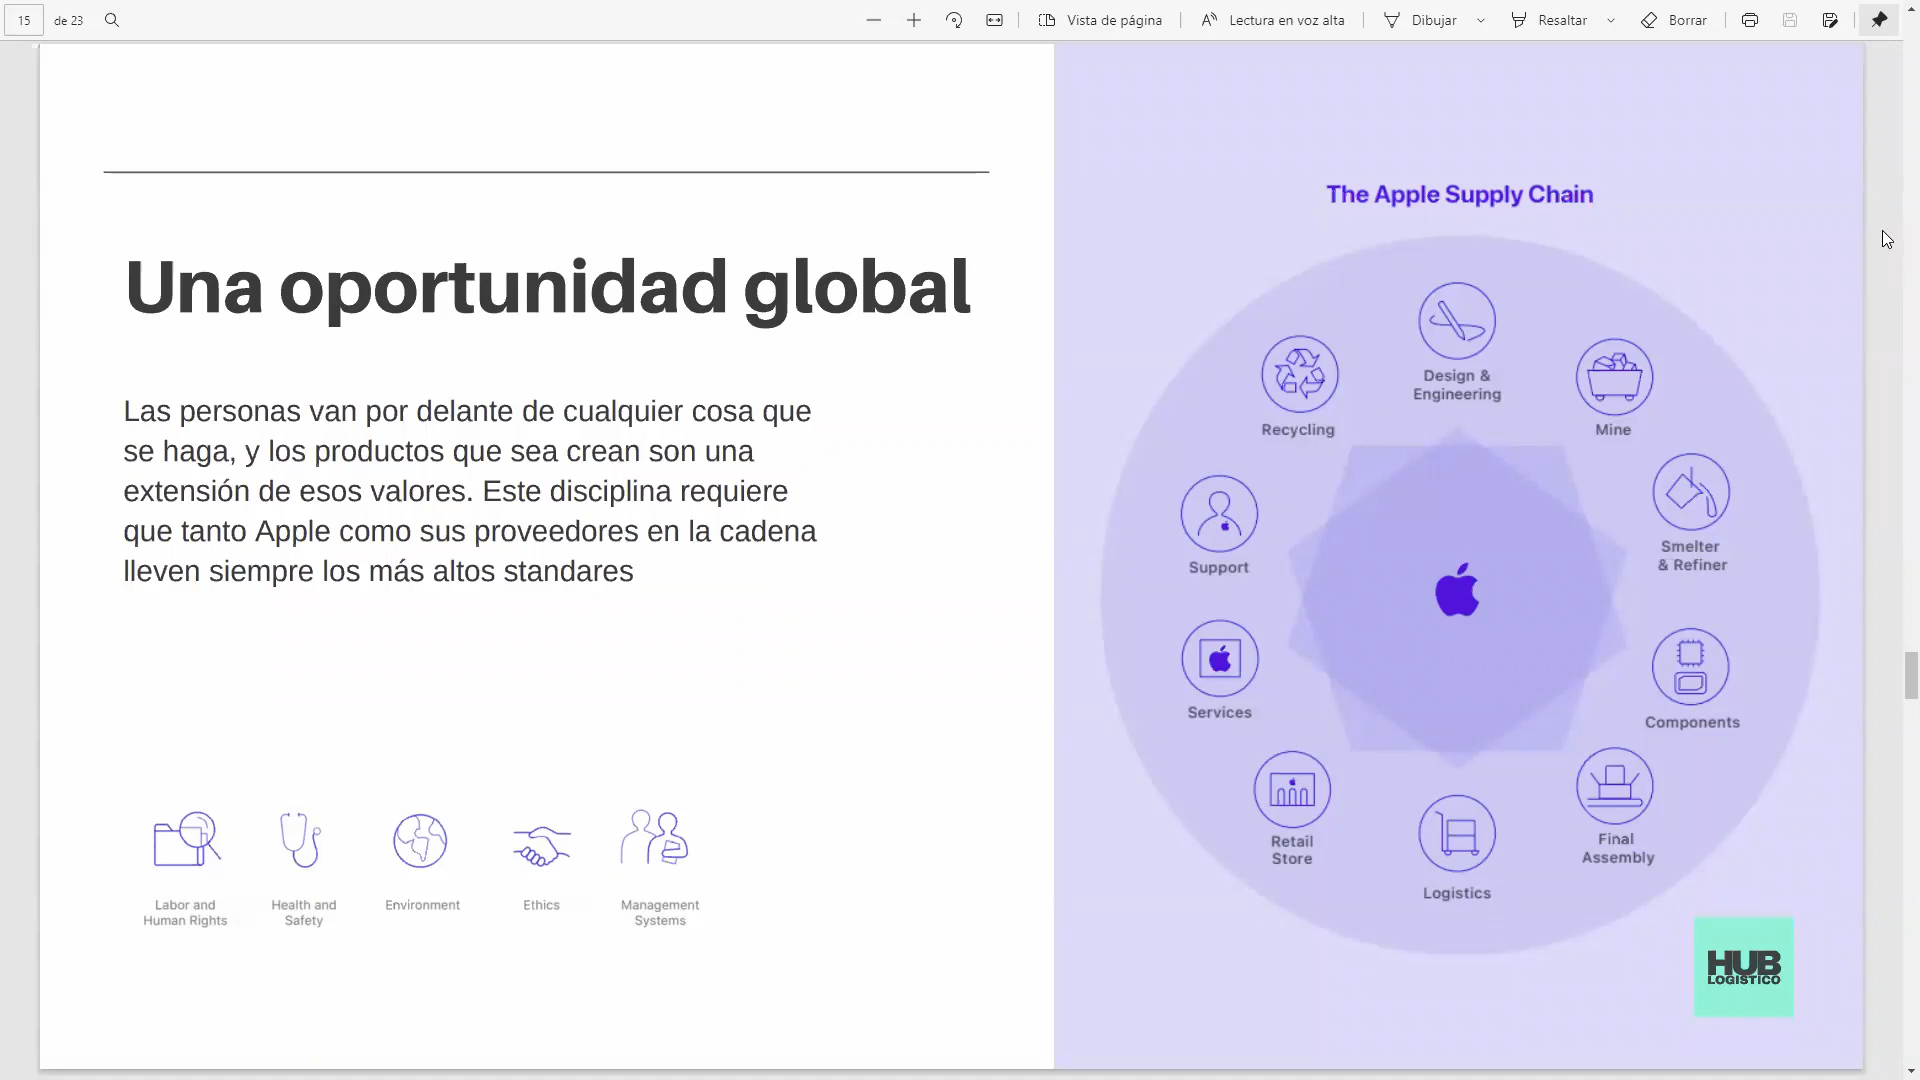 15 de 23
Vista de página
Lectura en voz alta
Dibujar
Resaltar
Borrar
Una oportunidad global
Las personas van por delante de cualquier cosa que
se haga, y los productos que sea crean son una
extensión de esos valores. Este disciplina requiere
que tanto Apple como sus proveedores en la cadena
lleven siempre los más altos standares
Labor and
Human Rights
Health and
Safety
Environment
Ethics
Management
Systems
The Apple Supply Chain
Design &
Engineering
Mine
Smelter
& Refiner
Components
Final
Assembly
Logistics
Retail
Store
Services
Support
Recycling
HUB
LOGISTICO